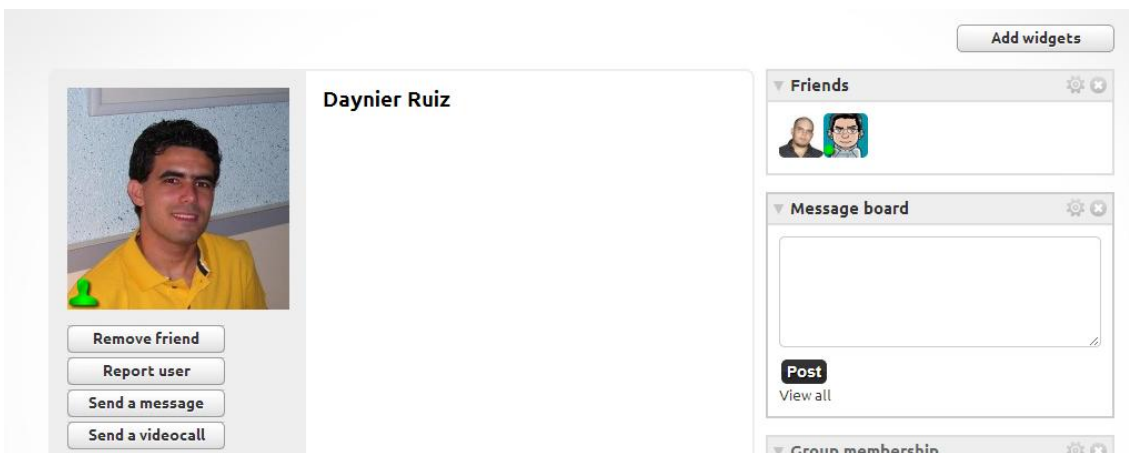 Add widgets
Daynier Ruiz
Remove friend
Report user
Send a message
Send a videocall
Friends
Message board
Post
View all
Group membership